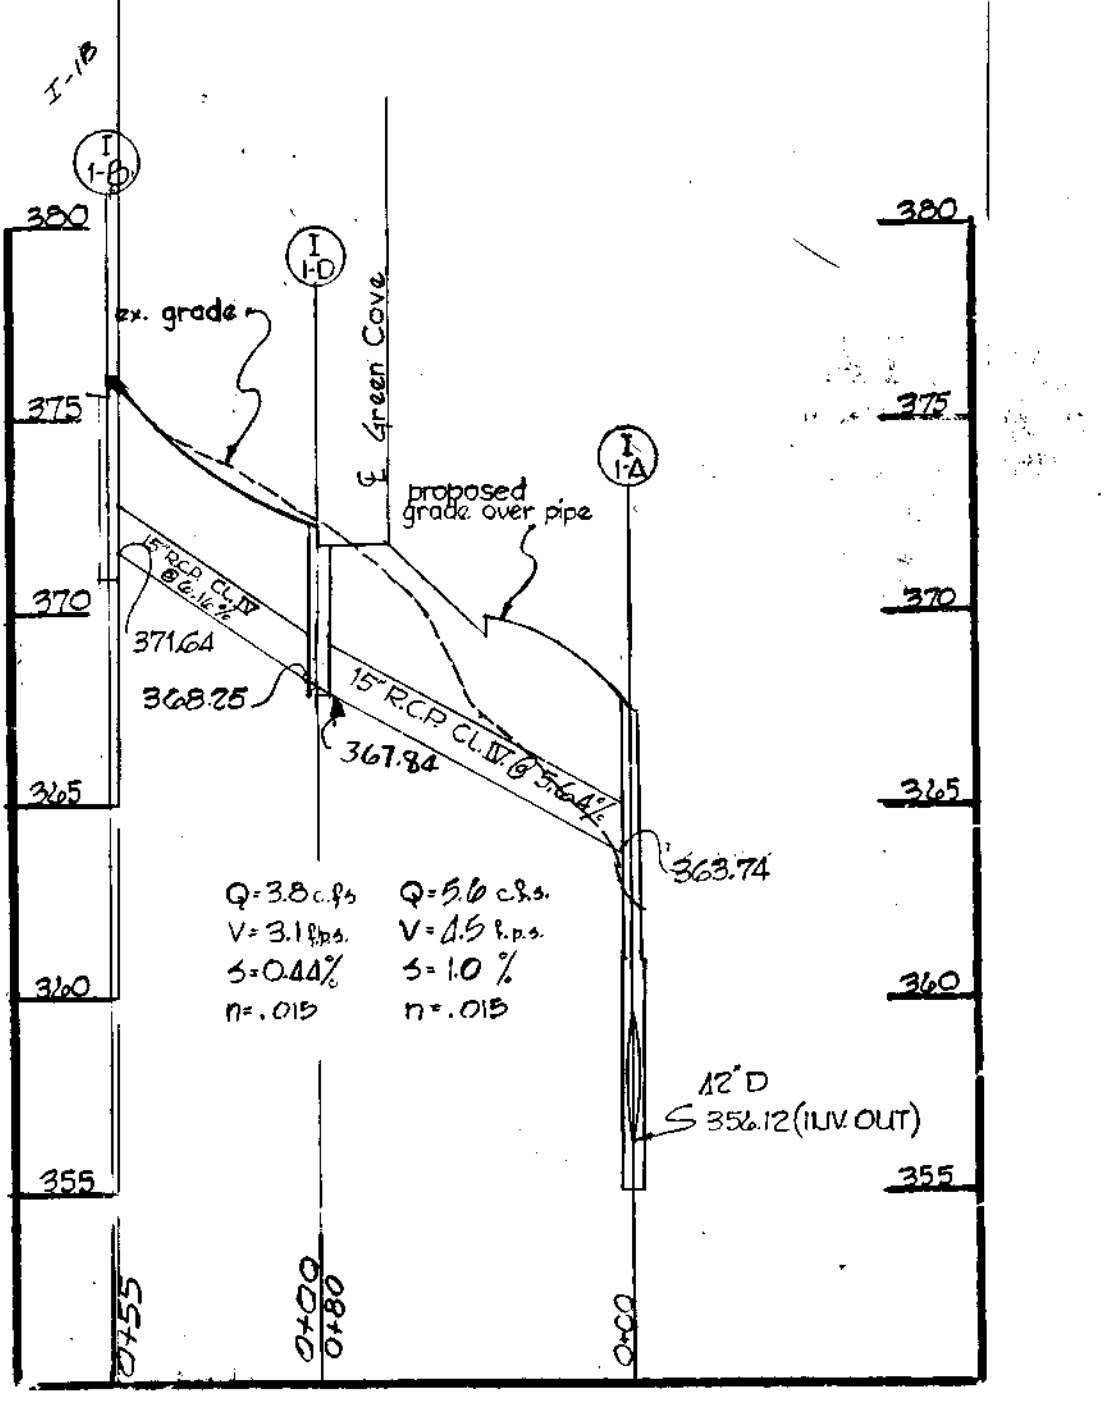 I-1B
I
1-B
380
380
I
1-D
ex. grade
℄ Green Cove
375
375
I
1-A
proposed
grade over pipe
15" R.C.P. CL. IV
@ 6.16%
370
370
371.64
368.25
15" R.C.P. CL. IV. @ 5.64%
367.84
365
365
363.74
Q=3.8 c.f.s
V=3.1 f.p.s.
S=0.44%
n=.015
Q=5.6 c.f.s.
V=4.5 f.p.s.
S=1.0 %
n=.015
360
360
42" D
356.12 (INV. OUT)
355
355
0+55
0+00
0+80
0+00